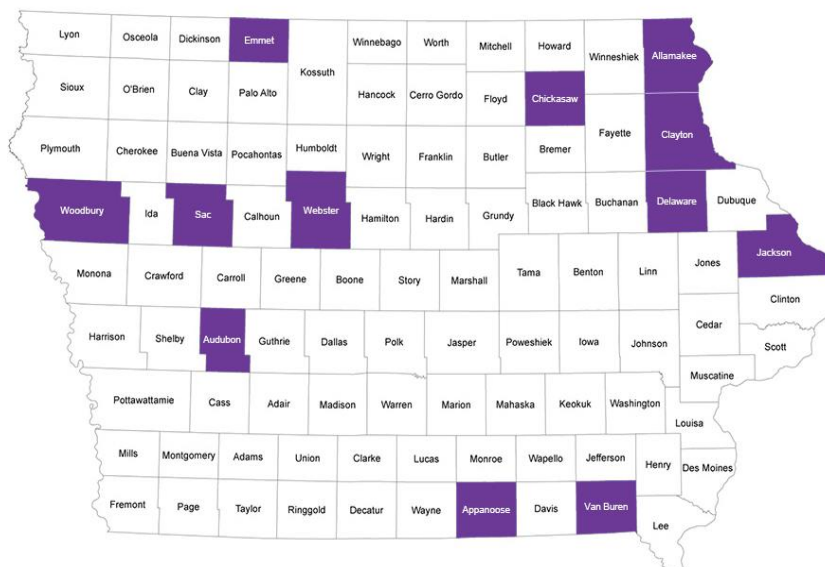 Lyon
Osceola
Dickinson
Emmet
Winnebago
Worth
Mitchell
Howard
Winneshiek
Allamakee
Kossuth
Sioux
O'Brien
Clay
Palo Alto
Hancock
Cerro Gordo
Floyd
Chickasaw
Fayette
Clayton
Plymouth
Cherokee
Buena Vista
Pocahontas
Humboldt
Wright
Franklin
Butler
Bremer
Woodbury
Ida
Sac
Calhoun
Webster
Hamilton
Hardin
Grundy
Black Hawk
Buchanan
Delaware
Dubuque
Jackson
Monona
Crawford
Carroll
Greene
Boone
Story
Marshall
Tama
Benton
Linn
Jones
Clinton
Harrison
Shelby
Audubon
Guthrie
Dallas
Polk
Jasper
Poweshiek
Iowa
Johnson
Cedar
Scott
Muscatine
Pottawattamie
Cass
Adair
Madison
Warren
Marion
Mahaska
Keokuk
Washington
Louisa
Mills
Montgomery
Adams
Union
Clarke
Lucas
Monroe
Wapello
Jefferson
Henry
Des Moines
Fremont
Page
Taylor
Ringgold
Decatur
Wayne
Appanoose
Davis
Van Buren
Lee